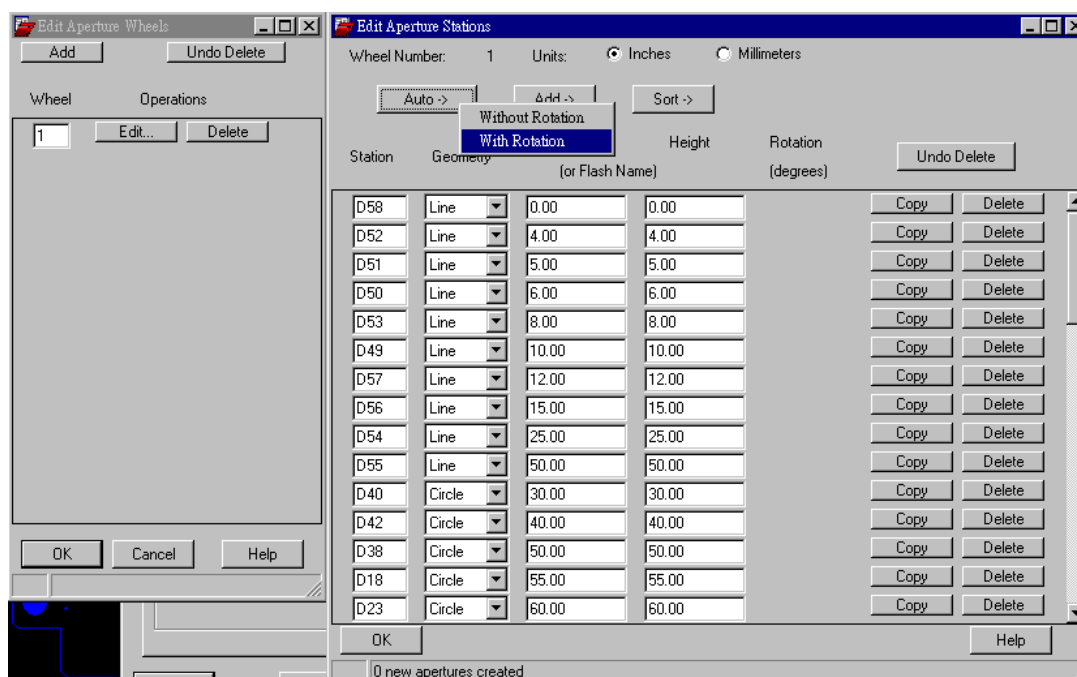 Edit Aperture Wheels
Add Undo Delete
Wheel Operations
1 Edit... Delete
OK Cancel Help
Edit Aperture Stations
Wheel Number: 1 Units: Inches Millimeters
Auto -> Add -> Sort ->
Without Rotation
With Rotation
Station Geometry (or Flash Name) Height Rotation (degrees) Undo Delete
D58 Line 0.00 0.00 Copy Delete
D52 Line 4.00 4.00 Copy Delete
D51 Line 5.00 5.00 Copy Delete
D50 Line 6.00 6.00 Copy Delete
D53 Line 8.00 8.00 Copy Delete
D49 Line 10.00 10.00 Copy Delete
D57 Line 12.00 12.00 Copy Delete
D56 Line 15.00 15.00 Copy Delete
D54 Line 25.00 25.00 Copy Delete
D55 Line 50.00 50.00 Copy Delete
D40 Circle 30.00 30.00 Copy Delete
D42 Circle 40.00 40.00 Copy Delete
D38 Circle 50.00 50.00 Copy Delete
D18 Circle 55.00 55.00 Copy Delete
D23 Circle 60.00 60.00 Copy Delete
OK Help
0 new apertures created